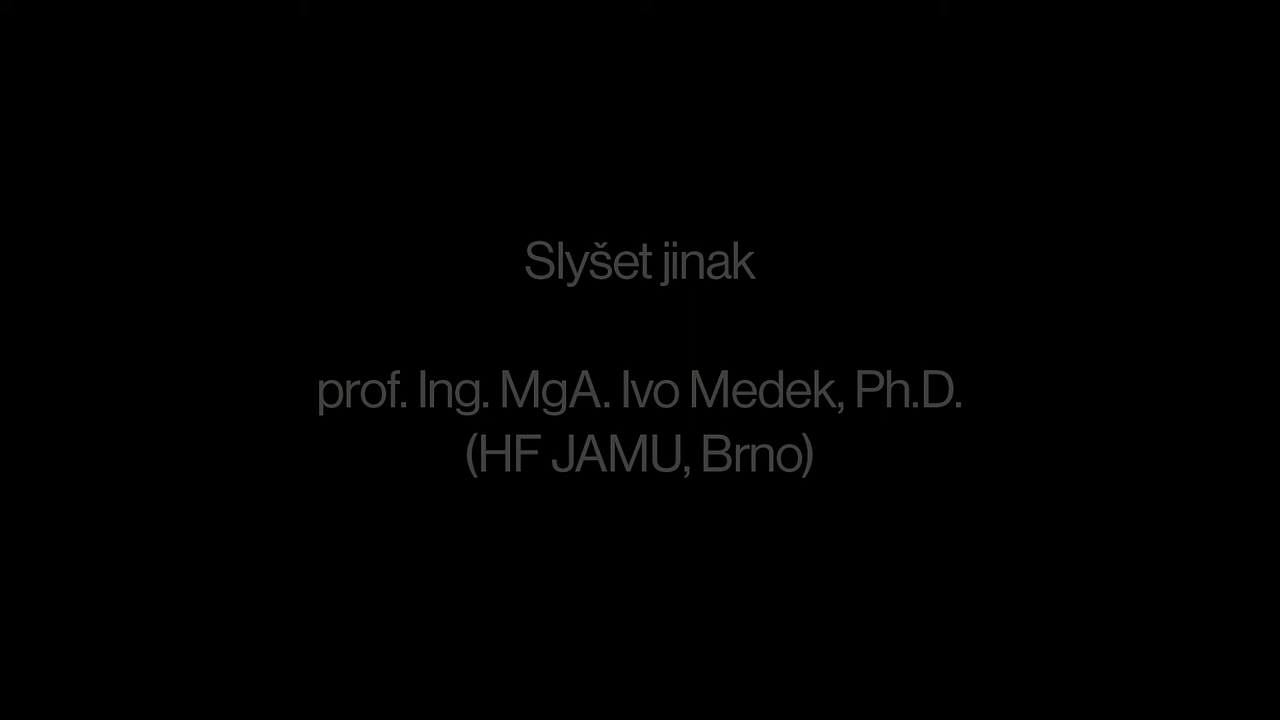 Slyšet jinak
prof. Ing. MgA. Ivo Medek, Ph.D.
(HF JAMU, Brno)